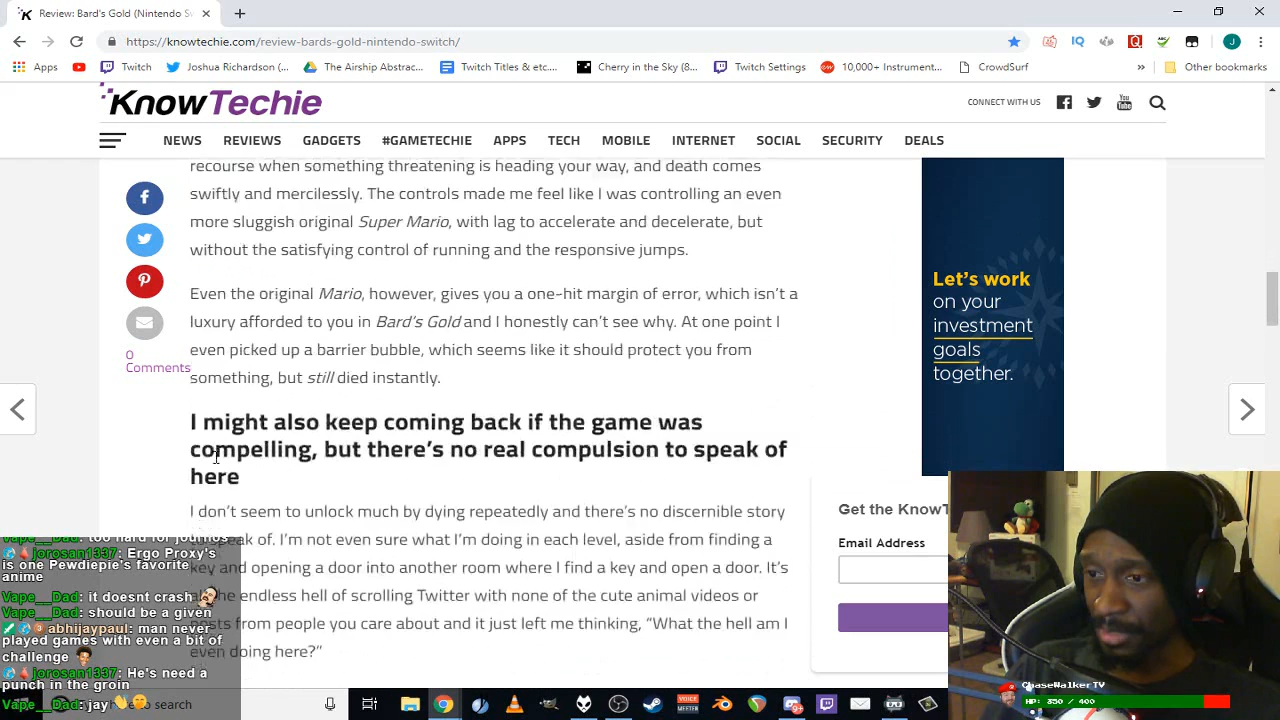 Review: Bard's Gold (Nintendo Sw
https://knowtechie.com/review-bards-gold-nintendo-switch/
Apps
Twitch
Joshua Richardson (...
The Airship Abstrac...
Twitch Titles & etc...
Cherry in the Sky (8...
Twitch Settings
10,000+ Instrument...
CrowdSurf
»
Other bookmarks
KnowTechie
CONNECT WITH US
NEWS
REVIEWS
GADGETS
#GAMETECHIE
APPS
TECH
MOBILE
INTERNET
SOCIAL
SECURITY
DEALS
recourse when something threatening is heading your way, and death comes
swiftly and mercilessly. The controls made me feel like I was controlling an even
more sluggish original Super Mario, with lag to accelerate and decelerate, but
without the satisfying control of running and the responsive jumps.
Even the original Mario, however, gives you a one-hit margin of error, which isn't a
luxury afforded to you in Bard's Gold and I honestly can't see why. At one point I
even picked up a barrier bubble, which seems like it should protect you from
something, but still died instantly.
0
Comments
I might also keep coming back if the game was
compelling, but there's no real compulsion to speak of
here
I don't seem to unlock much by dying repeatedly and there's no discernible story
speak of. I'm not even sure what I'm doing in each level, aside from finding a
key and opening a door into another room where I find a key and open a door. It's
the endless hell of scrolling Twitter with none of the cute animal videos or
posts from people you care about and it just left me thinking, "What the hell am I
even doing here?"
Let's work
on your
investment
goals
together.
Get the KnowT
Email Address
Vape__Dad: too hard for journos
jorosan1337: Ergo Proxy's
is one Pewdiepie's favorite
anime
Vape__Dad: it doesnt crash
Vape__Dad: should be a given
abhijaypaul: man never
played games with even a bit of
challenge
jorosan1337: He's need a
punch in the groin
Vape__Dad: jay
to search
VOICE
MEETER
ChaseWalkerTV
HP: 350 / 400